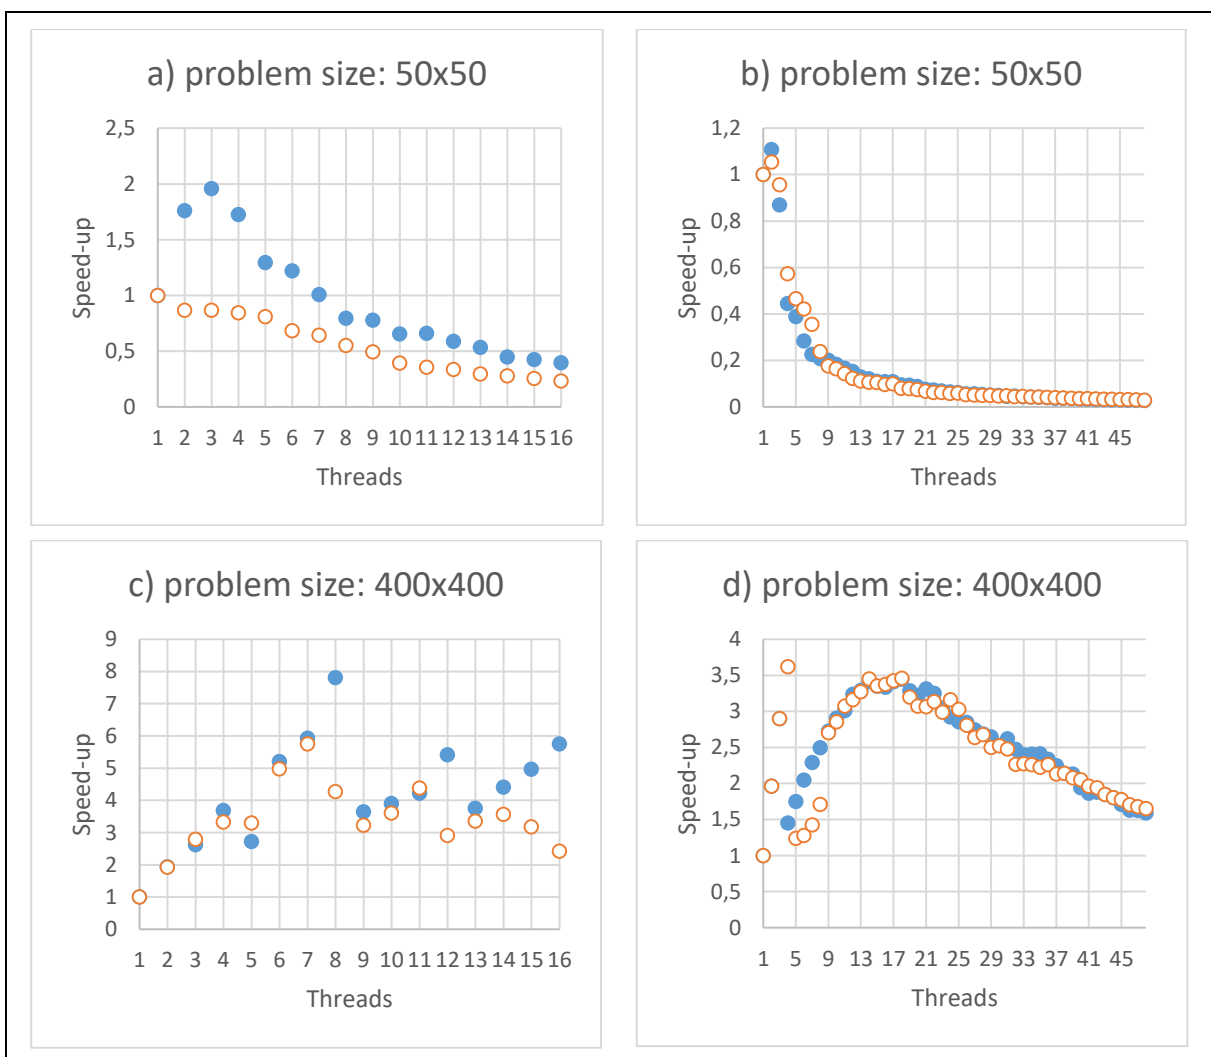 a) problem size: 50x50
2,5
2
1,5
1
0,5
0
Speed-up
1 2 3 4 5 6 7 8 9 10 11 12 13 14 15 16
Threads
b) problem size: 50x50
1,2
1
0,8
0,6
0,4
0,2
0
Speed-up
1 5 9 13 17 21 25 29 33 37 41 45
Threads
c) problem size: 400x400
9
8
7
6
5
4
3
2
1
0
Speed-up
1 2 3 4 5 6 7 8 9 10 11 12 13 14 15 16
Threads
d) problem size: 400x400
4
3,5
3
2,5
2
1,5
1
0,5
0
Speed-up
1 5 9 13 17 21 25 29 33 37 41 45
Threads